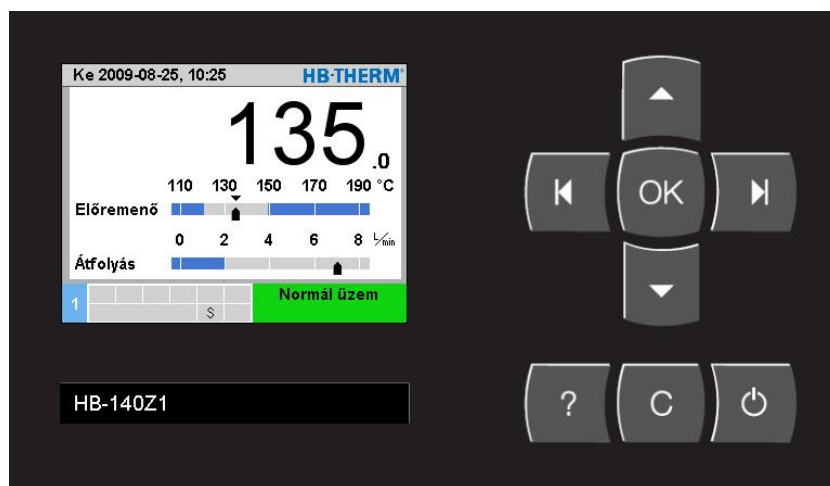 Ke 2009-08-25, 10:25 HB-THERM®
135.0
110 130 150 170 190 °C
Előremenő
0 2 4 6 8 L/min
Átfolyás
1 S Normál üzem
HB-140Z1
OK
? C